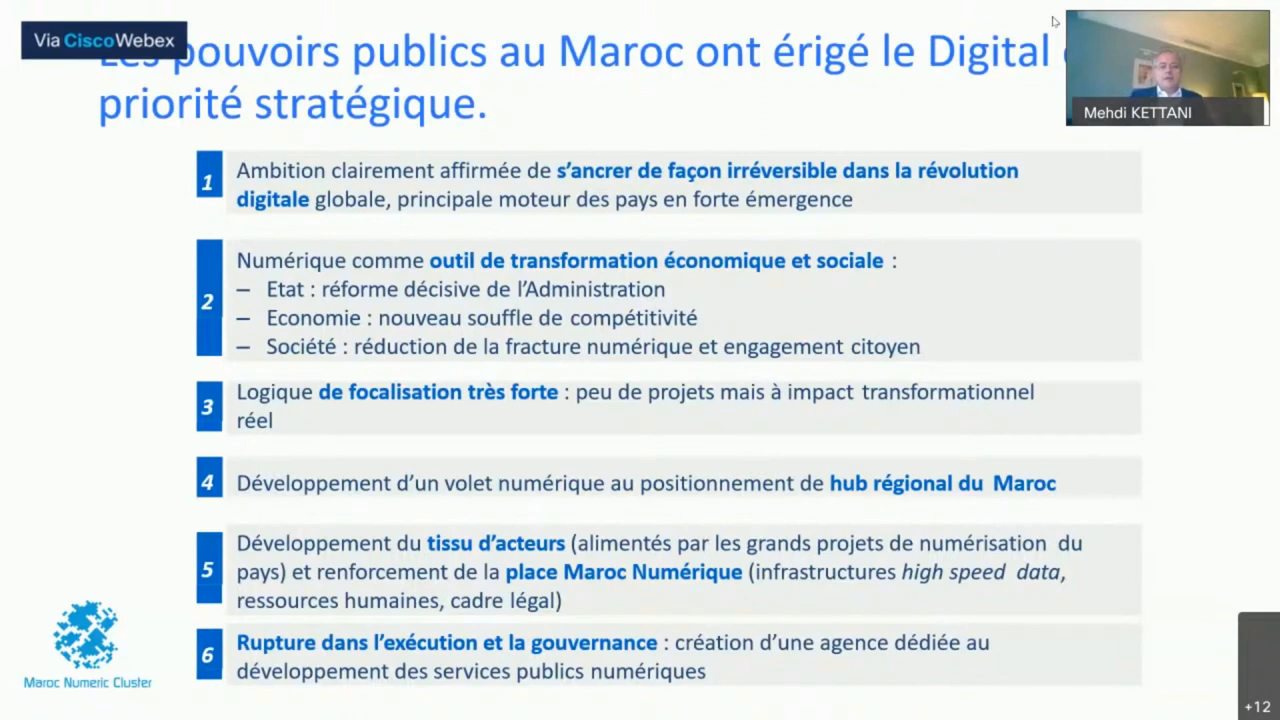 Via CiscoWebex
Les pouvoirs publics au Maroc ont érigé le Digital
priorité stratégique.
Mehdi KETTANI
1
Ambition clairement affirmée de s’ancrer de façon irréversible dans la révolution
digitale globale, principale moteur des pays en forte émergence
2
Numérique comme outil de transformation économique et sociale :
– Etat : réforme décisive de l’Administration
– Economie : nouveau souffle de compétitivité
– Société : réduction de la fracture numérique et engagement citoyen
3
Logique de focalisation très forte : peu de projets mais à impact transformationnel
réel
4
Développement d’un volet numérique au positionnement de hub régional du Maroc
5
Développement du tissu d’acteurs (alimentés par les grands projets de numérisation du
pays) et renforcement de la place Maroc Numérique (infrastructures high speed data,
ressources humaines, cadre légal)
6
Rupture dans l’exécution et la gouvernance : création d’une agence dédiée au
développement des services publics numériques
Maroc Numeric Cluster
+12